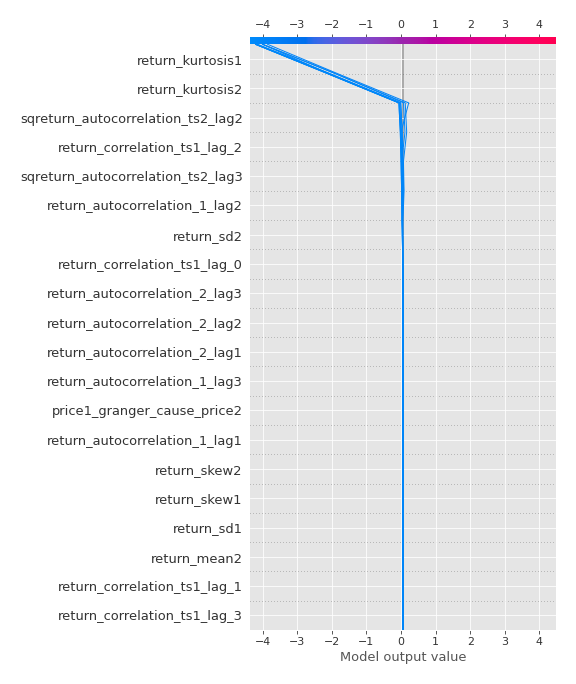 −4 −3 −2 −1 0 1 2 3 4
return_kurtosis1
return_kurtosis2
sqreturn_autocorrelation_ts2_lag2
return_correlation_ts1_lag_2
sqreturn_autocorrelation_ts2_lag3
return_autocorrelation_1_lag2
return_sd2
return_correlation_ts1_lag_0
return_autocorrelation_2_lag3
return_autocorrelation_2_lag2
return_autocorrelation_2_lag1
return_autocorrelation_1_lag3
price1_granger_cause_price2
return_autocorrelation_1_lag1
return_skew2
return_skew1
return_sd1
return_mean2
return_correlation_ts1_lag_1
return_correlation_ts1_lag_3
−4 −3 −2 −1 0 1 2 3 4
Model output value